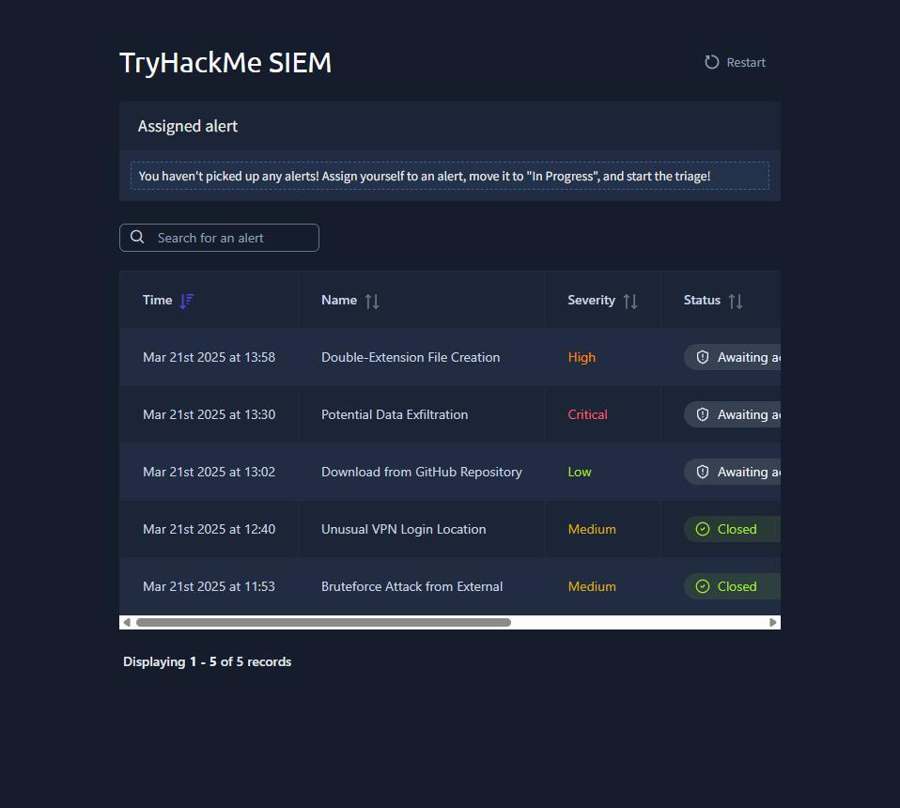 TryHackMe SIEM
Restart
Assigned alert
You haven't picked up any alerts! Assign yourself to an alert, move it to "In Progress", and start the triage!
Search for an alert
Time Name Severity Status
Mar 21st 2025 at 13:58 Double-Extension File Creation High Awaiting
Mar 21st 2025 at 13:30 Potential Data Exfiltration Critical Awaiting
Mar 21st 2025 at 13:02 Download from GitHub Repository Low Awaiting
Mar 21st 2025 at 12:40 Unusual VPN Login Location Medium Closed
Mar 21st 2025 at 11:53 Bruteforce Attack from External Medium Closed
Displaying 1 - 5 of 5 records